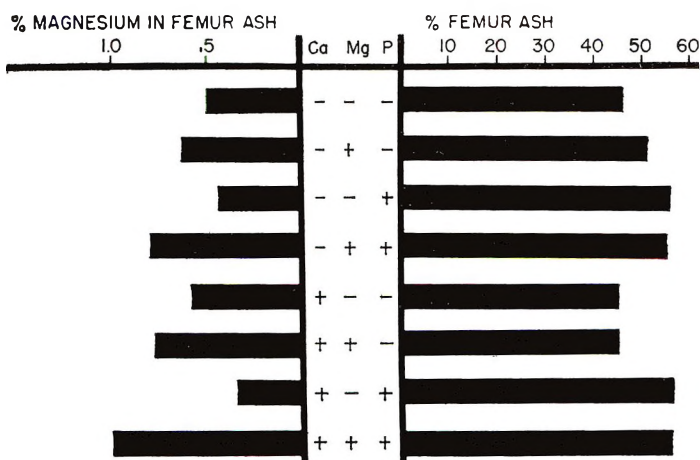 % MAGNESIUM IN FEMUR ASH
% FEMUR ASH
1.0 .5 Ca Mg P 10 20 30 40 50 60
- - -
- + -
- - +
- + +
+ - -
+ + -
+ - +
+ + +